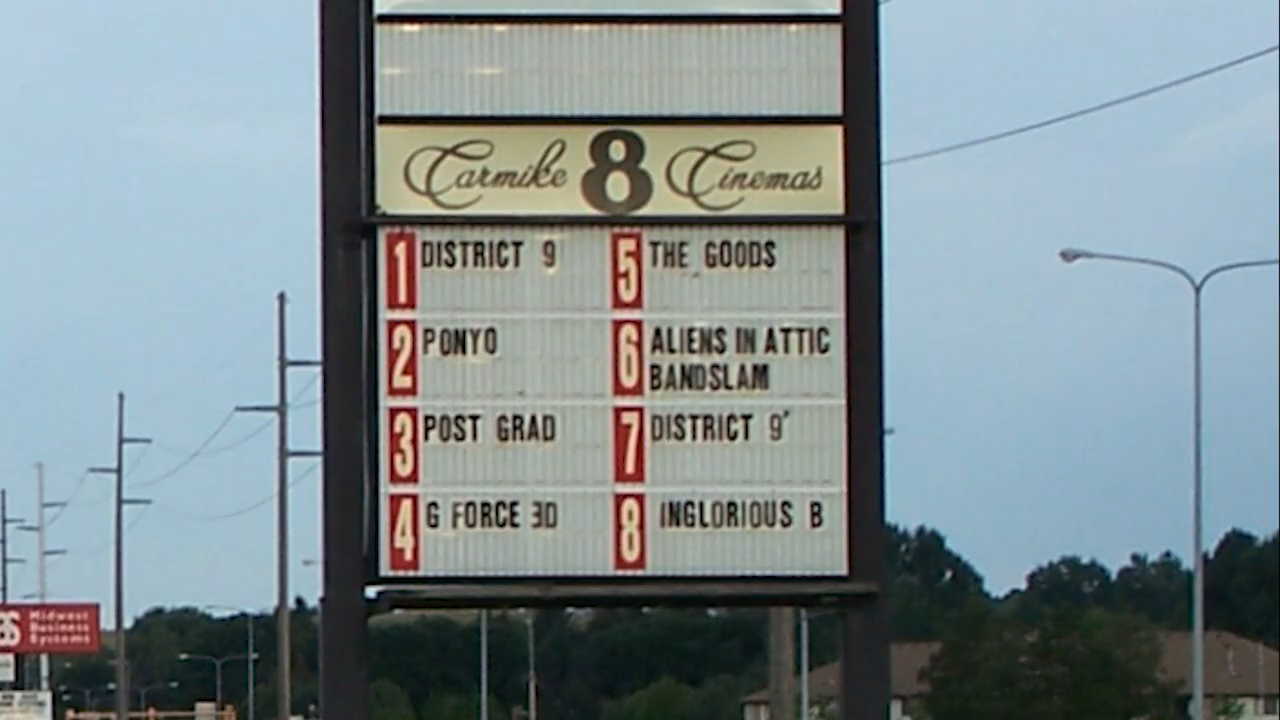 Carmike 8 Cinemas
1 DISTRICT 9
2 PONYO
3 POST GRAD
4 G FORCE 3D
5 THE GOODS
6 ALIENS IN ATTIC
BANDSLAM
7 DISTRICT 9'
8 INGLORIOUS B
Midwest
Business
Systems